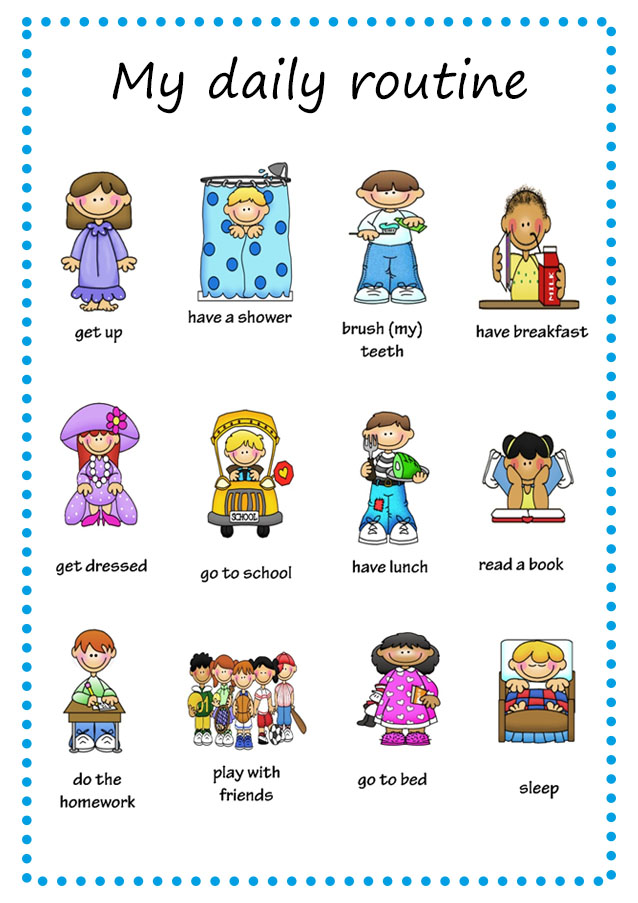 My daily routine
MILK
get up
have a shower
brush (my)
teeth
have breakfast
SCHOOL
get dressed
go to school
have lunch
read a book
do the
homework
play with
friends
go to bed
sleep